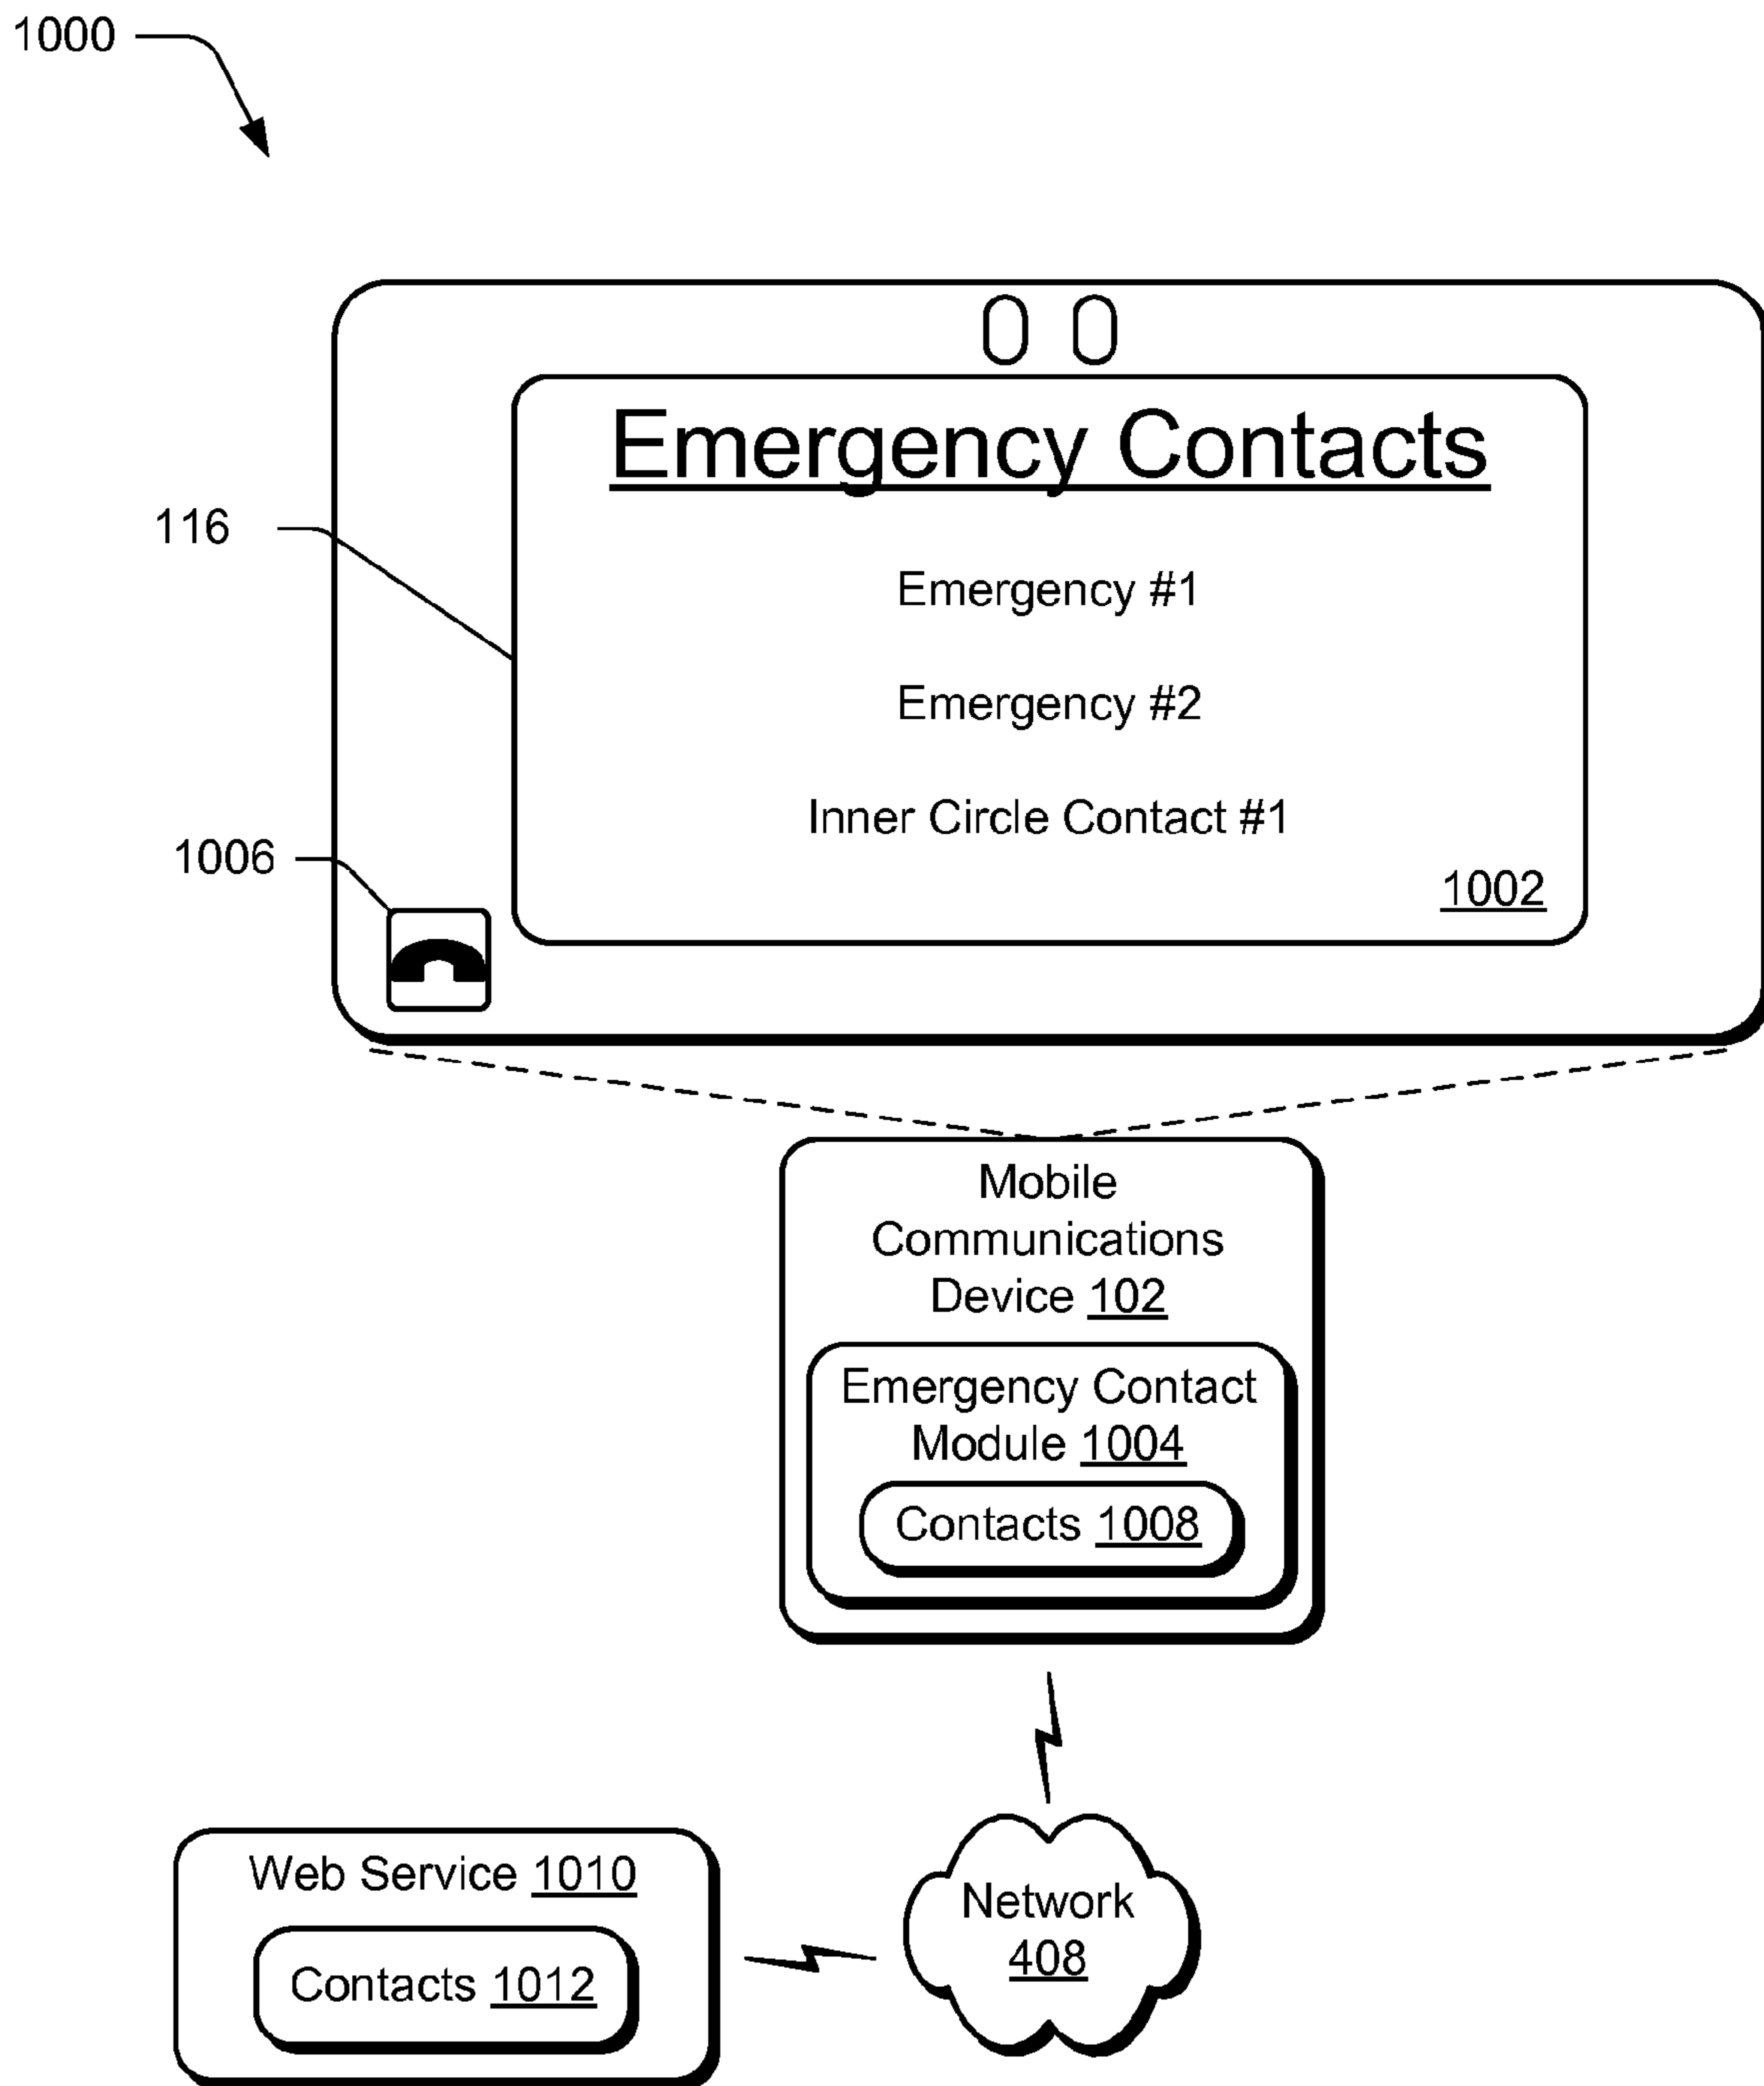 1000
Emergency Contacts
116
Emergency #1
Emergency #2
Inner Circle Contact #1
1006
1002
Mobile
Communications
Device 102
Emergency Contact
Module 1004
Contacts 1008
Web Service 1010
Contacts 1012
Network
408